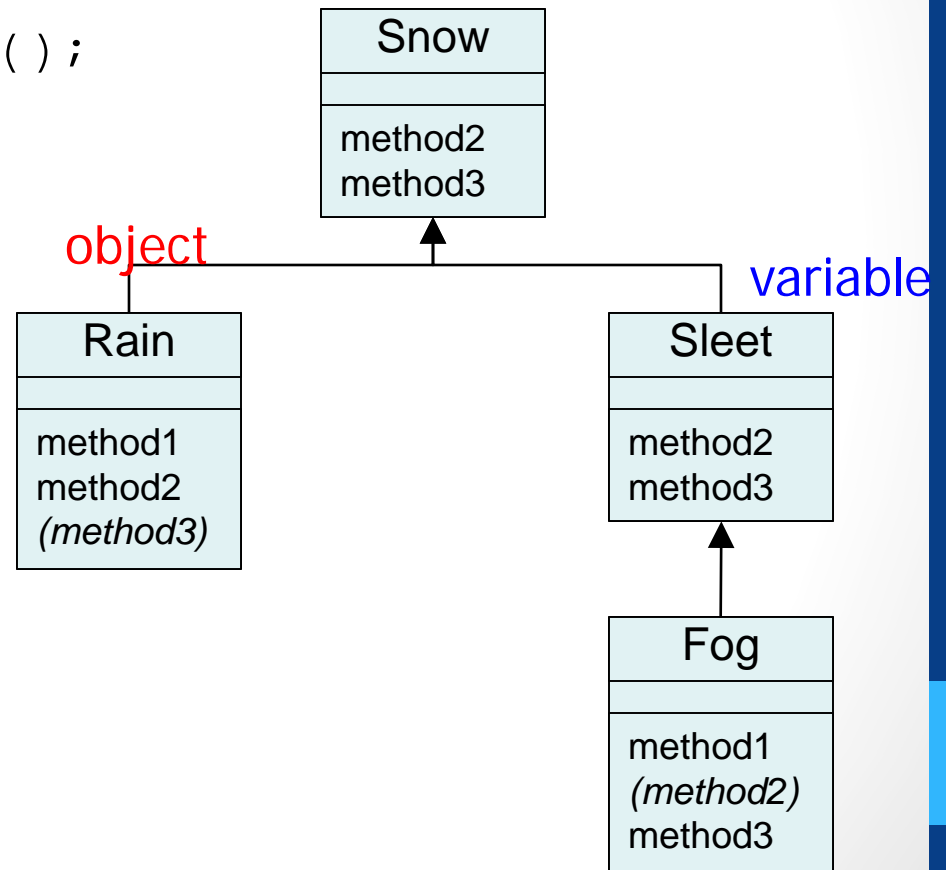 ();
Snow
method2
method3
object
variable
Rain
method1
method2
(method3)
Sleet
method2
method3
Fog
method1
(method2)
method3